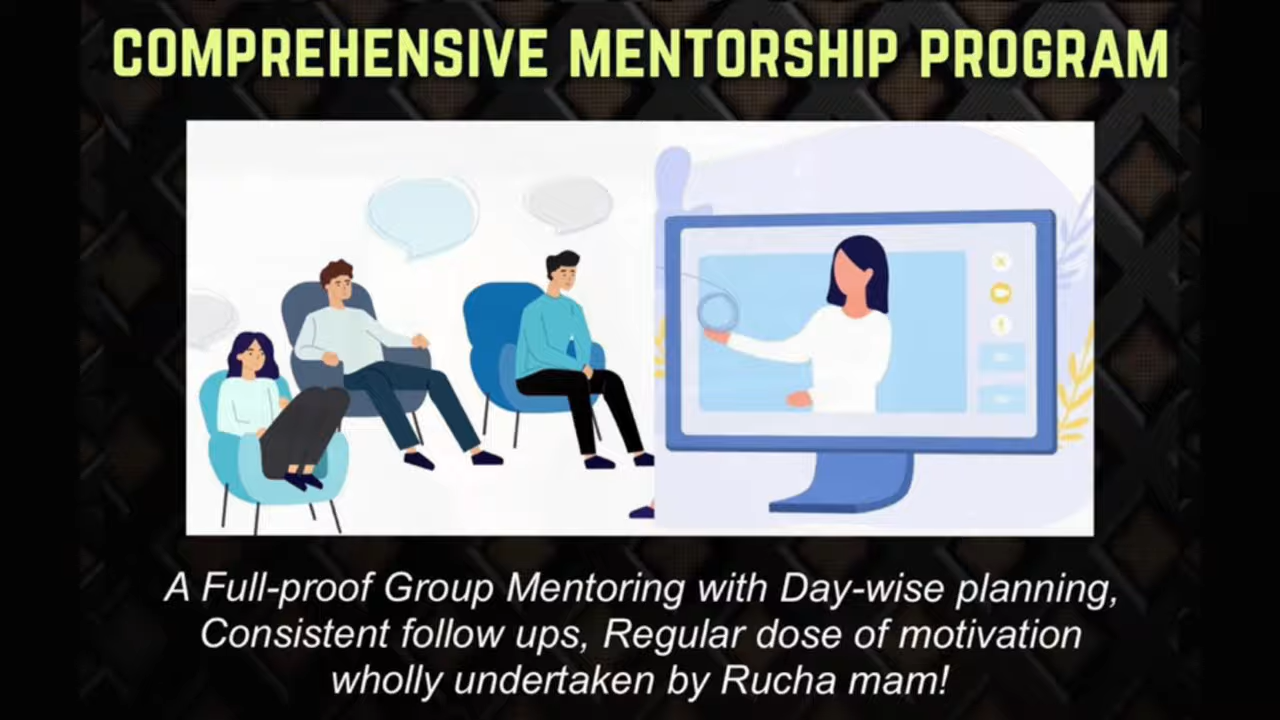 COMPREHENSIVE MENTORSHIP PROGRAM
A Full-proof Group Mentoring with Day-wise planning,
Consistent follow ups, Regular dose of motivation
wholly undertaken by Rucha mam!